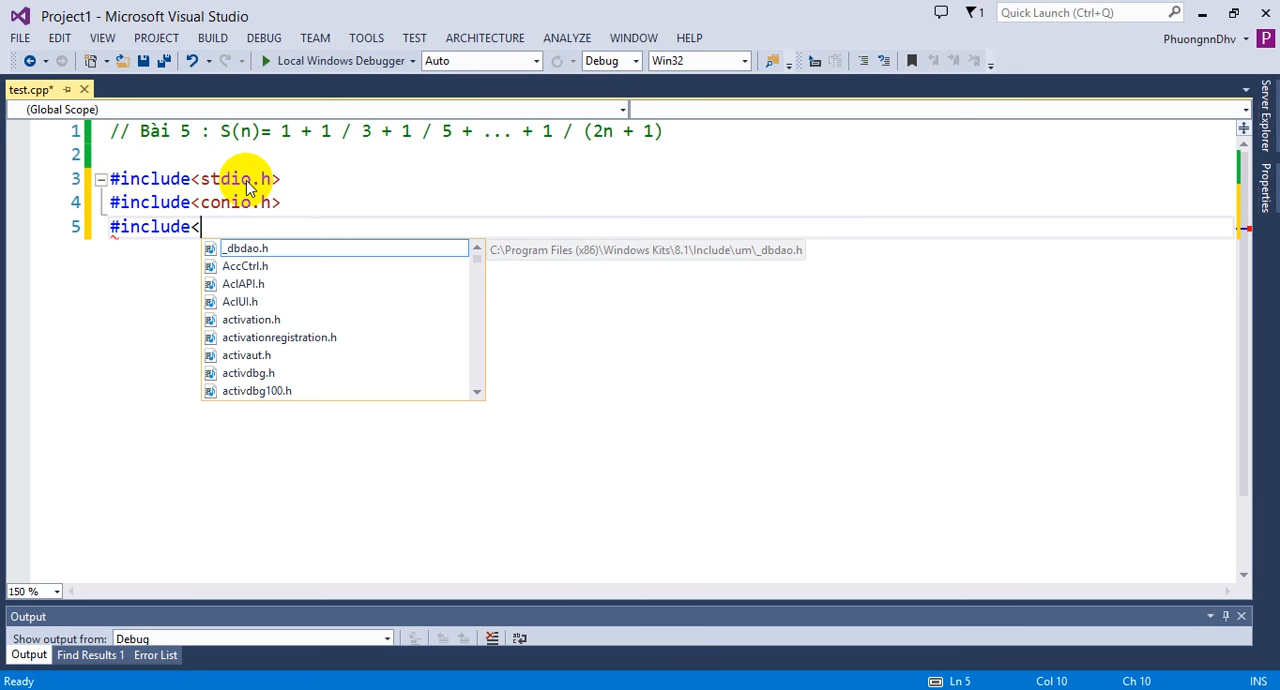 Project1 - Microsoft Visual Studio
1
Quick Launch (Ctrl+Q)
FILE EDIT VIEW PROJECT BUILD DEBUG TEAM TOOLS TEST ARCHITECTURE ANALYZE WINDOW HELP
PhuongnnDhv
P
Local Windows Debugger
Auto
Debug
Win32
test.cpp*
(Global Scope)
1 // Bài 5 : S(n)= 1 + 1 / 3 + 1 / 5 + ... + 1 / (2n + 1)
2
3 #include<stdio.h>
4 #include<conio.h>
5 #include<
_dbdao.h
C:\Program Files (x86)\Windows Kits\8.1\Include\um\_dbdao.h
AccCtrl.h
AclAPI.h
AclUI.h
activation.h
activationregistration.h
activaut.h
activdbg.h
activdbg100.h
Server Explorer
Properties
150 %
Output
Show output from: Debug
Output Find Results 1 Error List
Ready
Ln 5 Col 10 Ch 10 INS